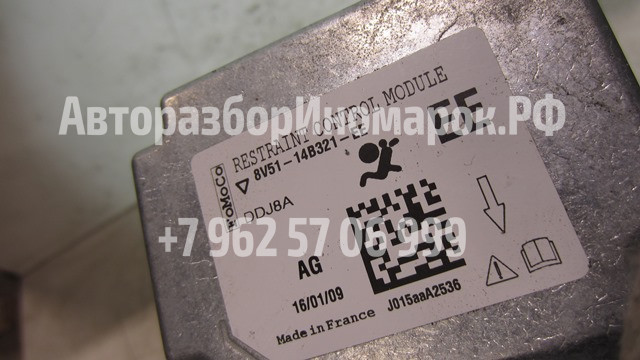 RESTRAINT CONTROL MODULE
FoMoCo
8V51-14B321-EE
EE
АвторазборИномарок.РФ
DDJ8A
+7 962 57 06 999
AG
16/01/09
Made in France
J015aaA2536